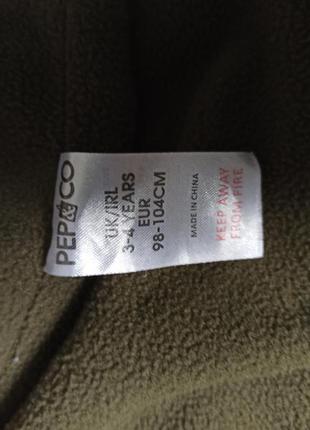 PEP&CO
UK/IRL
3-4 YEARS
EUR
98-104CM
MADE IN CHINA
KEEP AWAY
FROM FIRE